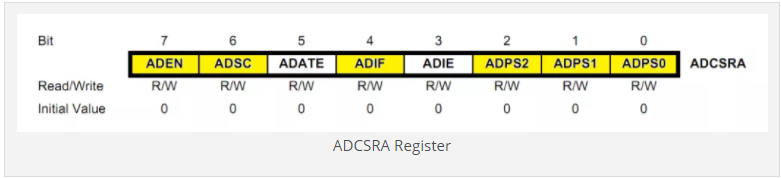 Bit 7 6 5 4 3 2 1 0
ADEN ADSC ADATE ADIF ADIE ADPS2 ADPS1 ADPS0 ADCSRA
Read/Write R/W R/W R/W R/W R/W R/W R/W R/W
Initial Value 0 0 0 0 0 0 0 0
ADCSRA Register